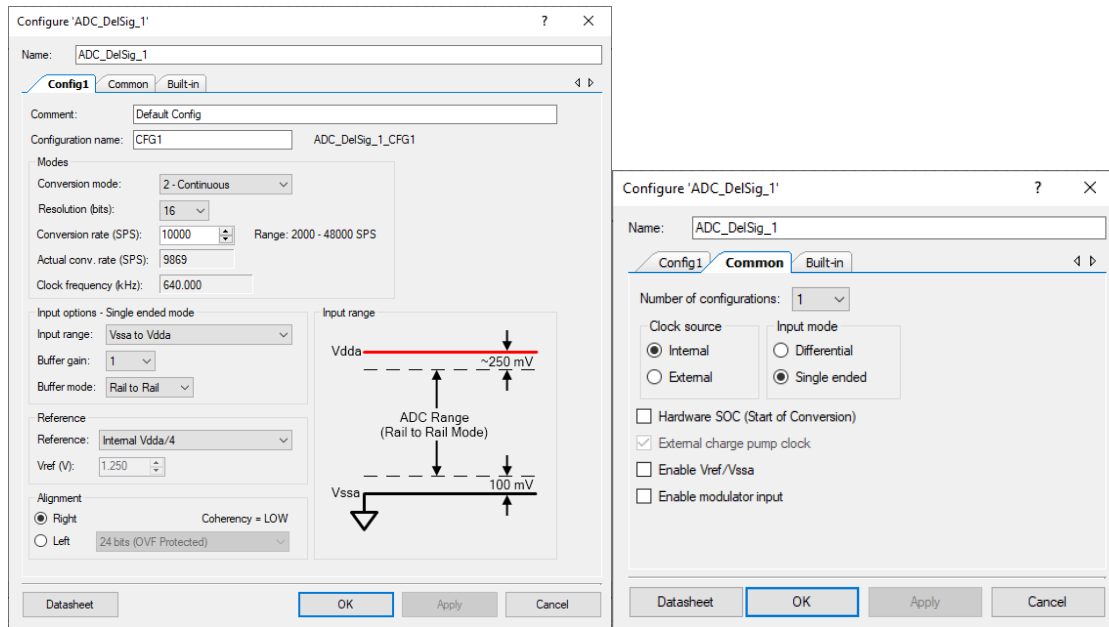 Configure 'ADC_DelSig_1' ? ×
Name: ADC_DelSig_1
Config1 Common Built-in
Comment: Default Config
Configuration name: CFG1 ADC_DelSig_1_CFG1
Modes
Conversion mode: 2 - Continuous
Resolution (bits): 16
Conversion rate (SPS): 10000 Range: 2000 - 48000 SPS
Actual conv. rate (SPS): 9869
Clock frequency (kHz): 640.000
Input options - Single ended mode
Input range: Vssa to Vdda
Buffer gain: 1
Buffer mode: Rail to Rail
Reference
Reference: Internal Vdda/4
Vref (V): 1.250
Alignment
Right Coherency = LOW
Left 24 bits (OVF Protected)
Input range
Vdda
~250 mV
ADC Range
(Rail to Rail Mode)
100 mV
Vssa
Datasheet OK Apply Cancel
Configure 'ADC_DelSig_1' ? ×
Name: ADC_DelSig_1
Config1 Common Built-in
Number of configurations: 1
Clock source
Internal
External
Input mode
Differential
Single ended
Hardware SOC (Start of Conversion)
External charge pump clock
Enable Vref/Vssa
Enable modulator input
Datasheet OK Apply Cancel